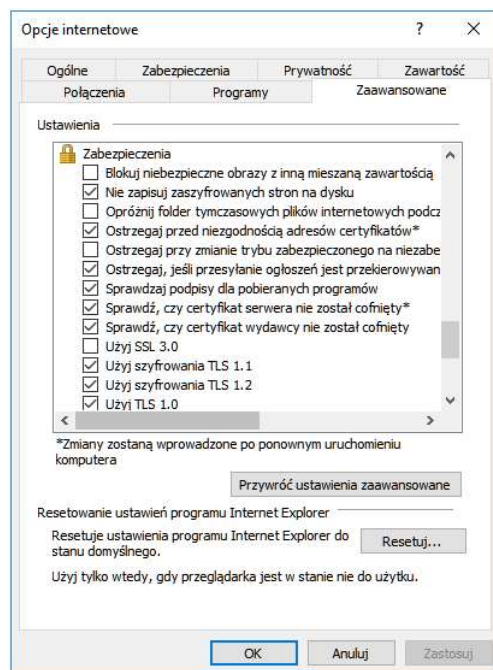 Opcje internetowe
?
Ogólne Zabezpieczenia Prywatność Zawartość
Połączenia Programy Zaawansowane
Ustawienia
Zabezpieczenia
Blokuj niebezpieczne obrazy z inną mieszaną zawartością
Nie zapisuj zaszyfrowanych stron na dysku
Opróżnij folder tymczasowych plików internetowych podcz
Ostrzegaj przed niezgodnością adresów certyfikatów*
Ostrzegaj przy zmianie trybu zabezpieczonego na niezabe
Ostrzegaj, jeśli przesyłanie ogłoszeń jest przekierowywan
Sprawdzaj podpisy dla pobieranych programów
Sprawdź, czy certyfikat serwera nie został cofnięty*
Sprawdź, czy certyfikat wydawcy nie został cofnięty
Użyj SSL 3.0
Użyj szyfrowania TLS 1.1
Użyj szyfrowania TLS 1.2
Użyj TLS 1.0
*Zmiany zostaną wprowadzone po ponownym uruchomieniu
komputera
Przywróć ustawienia zaawansowane
Resetowanie ustawień programu Internet Explorer
Resetuje ustawienia programu Internet Explorer do
stanu domyślnego.
Resetuj...
Użyj tylko wtedy, gdy przeglądarka jest w stanie nie do użytku.
OK Anuluj Zastosuj